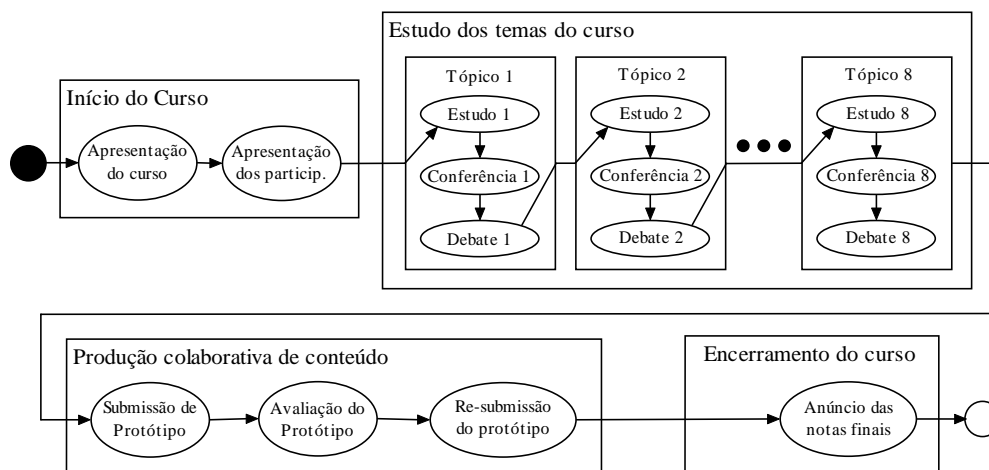 Estudo dos temas do curso
Início do Curso
Apresentação
do curso
Apresentação
dos particip.
Tópico 1
Estudo 1
Conferência 1
Debate 1
Tópico 2
Estudo 2
Conferência 2
Debate 2
Tópico 8
Estudo 8
Conferência 8
Debate 8
Produção colaborativa de conteúdo
Submissão de
Protótipo
Avaliação do
Protótipo
Re-submissão
do protótipo
Encerramento do curso
Anúncio das
notas finais